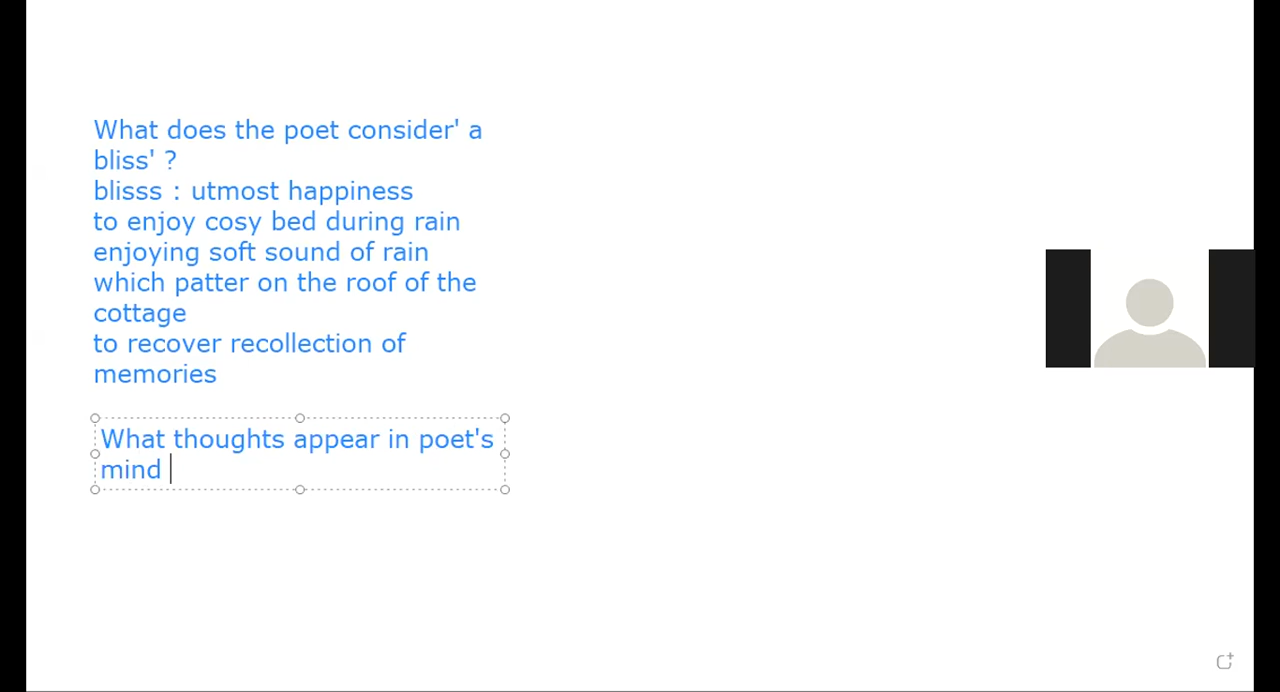 What does the poet consider' a
bliss' ?
blisss : utmost happiness
to enjoy cosy bed during rain
enjoying soft sound of rain
which patter on the roof of the
cottage
to recover recollection of
memories
What thoughts appear in poet's
mind